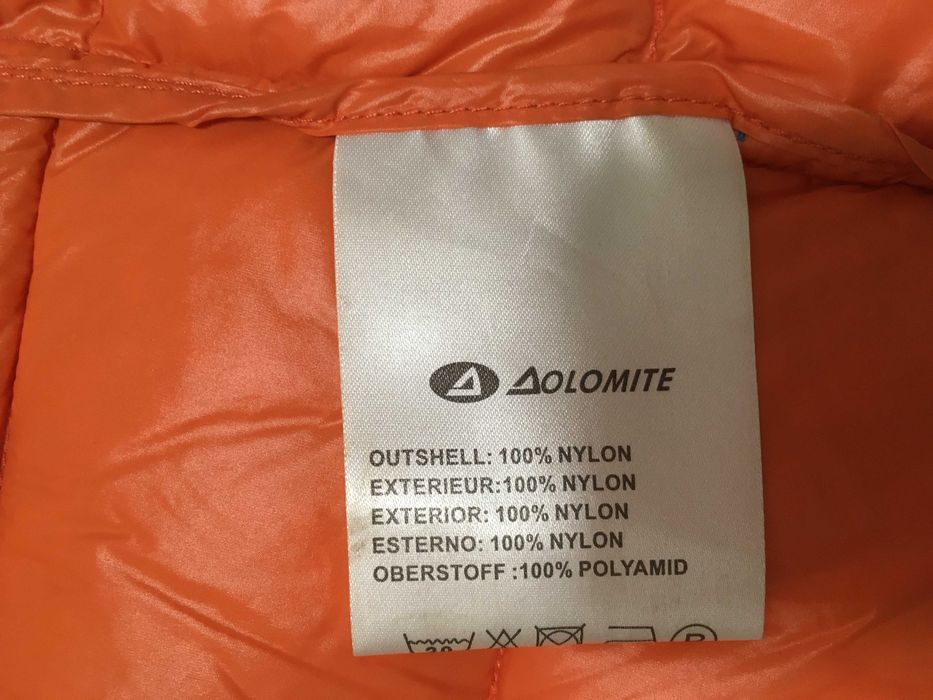 DOLOMITE
OUTSHELL: 100% NYLON
EXTERIEUR:100% NYLON
EXTERIOR: 100% NYLON
ESTERNO: 100% NYLON
OBERSTOFF :100% POLYAMID